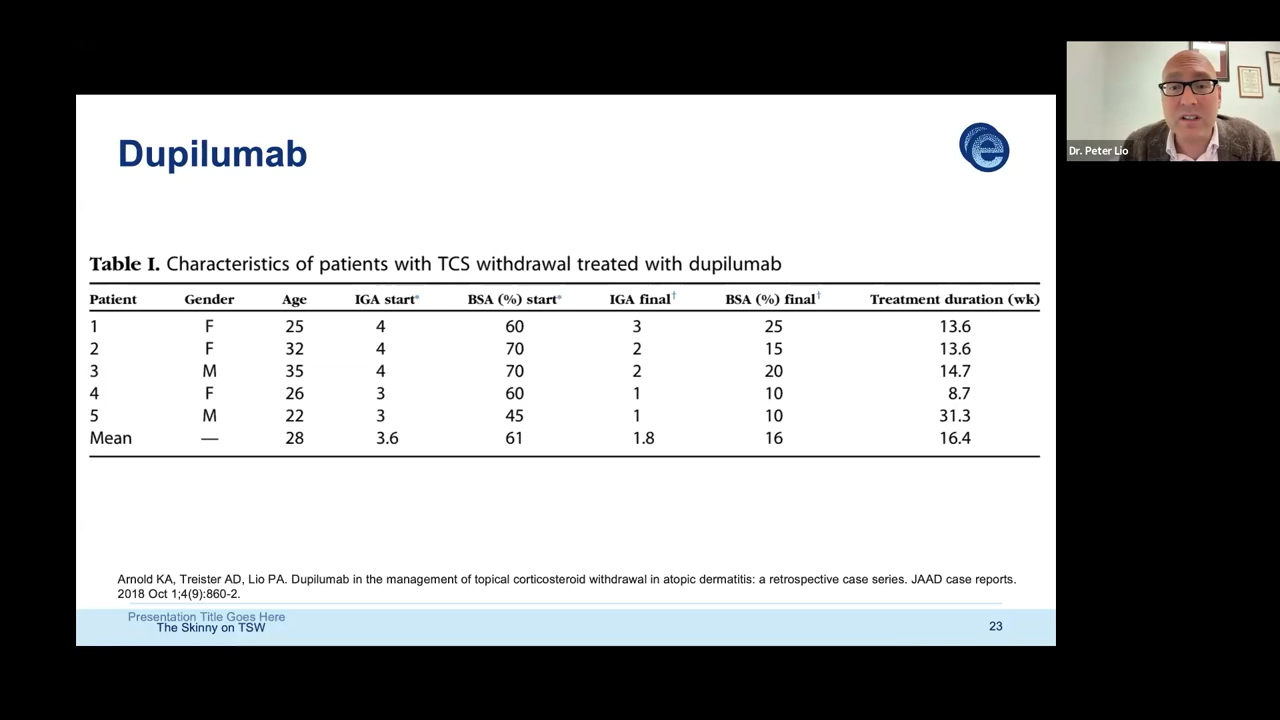 Dupilumab
Table I. Characteristics of patients with TCS withdrawal treated with dupilumab
Patient Gender Age IGA start* BSA (%) start* IGA final† BSA (%) final† Treatment duration (wk)
1 F 25 4 60 3 25 13.6
2 F 32 4 70 2 15 13.6
3 M 35 4 70 2 20 14.7
4 F 26 3 60 1 10 8.7
5 M 22 3 45 1 10 31.3
Mean — 28 3.6 61 1.8 16 16.4
Arnold KA, Treister AD, Lio PA. Dupilumab in the management of topical corticosteroid withdrawal in atopic dermatitis: a retrospective case series. JAAD case reports.
2018 Oct 1;4(9):860-2.
Presentation Title Goes Here
The Skinny on TSW
23
Dr. Peter Lio
e